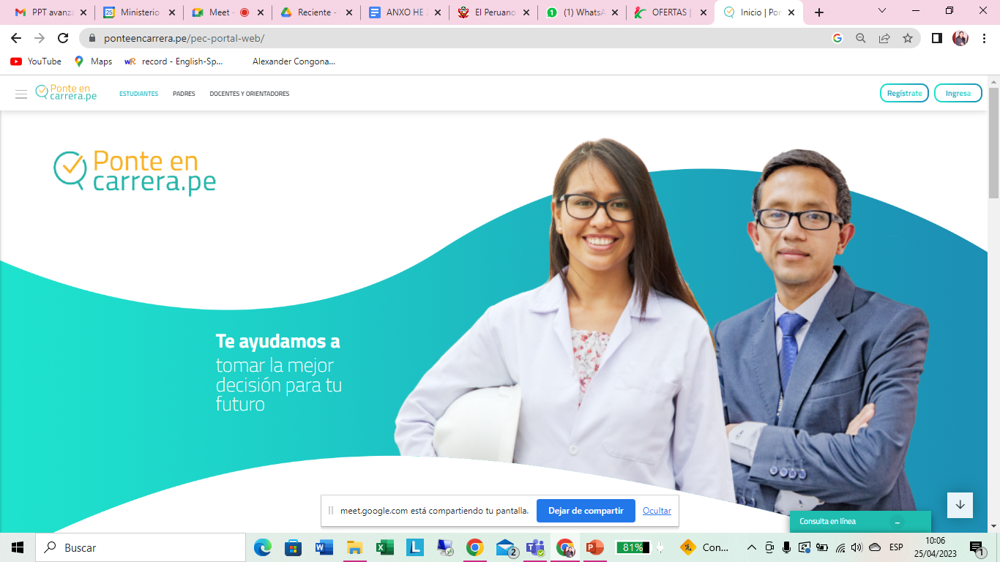 PPT avanz
Ministerio
Meet -
Reciente -
ANXO HE
El Peruano
(1) WhatsA
OFERTAS |
Inicio | Por
ponteencarrera.pe/pec-portal-web/
YouTube
Maps
record - English-Sp...
Alexander Congona...
Ponte en
carrera.pe
ESTUDIANTES
PADRES
DOCENTES Y ORIENTADORES
Regístrate
Ingresa
Ponte en
carrera.pe
Te ayudamos a
tomar la mejor
decisión para tu
futuro
meet.google.com está compartiendo tu pantalla.
Dejar de compartir
Ocultar
Consulta en línea
Buscar
2
81%
Con...
ESP
10:06
25/04/2023
1